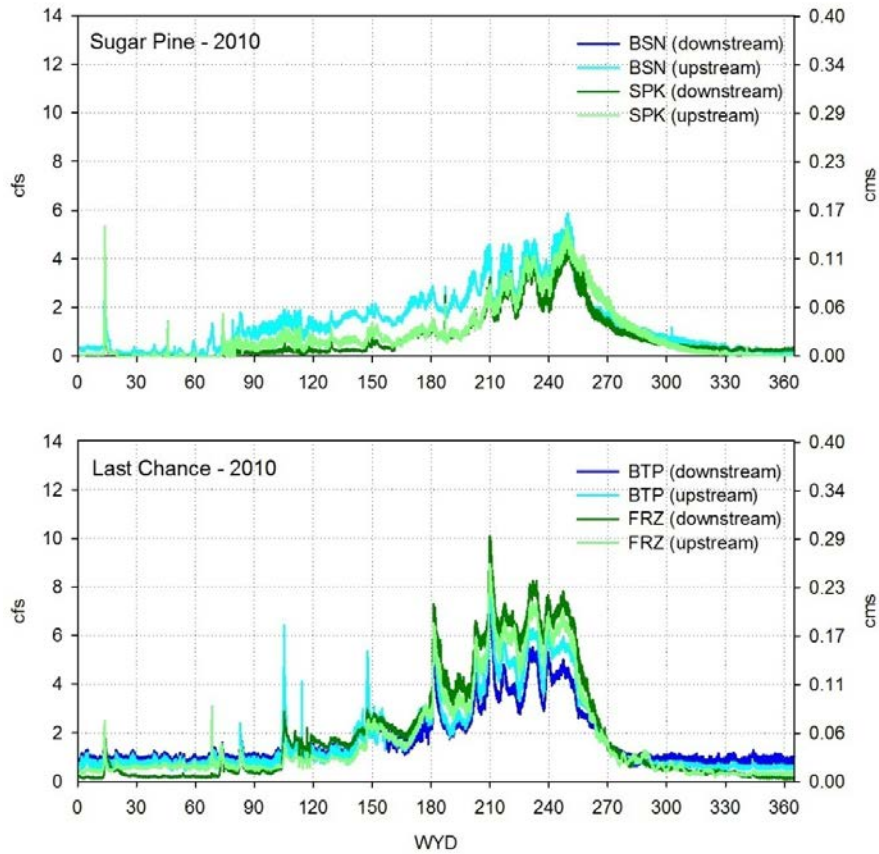 Sugar Pine - 2010
BSN (downstream)
BSN (upstream)
SPK (downstream)
SPK (upstream)
cfs
14
12
10
8
6
4
2
0
cms
0.40
0.34
0.29
0.23
0.17
0.11
0.06
0.00
0 30 60 90 120 150 180 210 240 270 300 330 360
Last Chance - 2010
BTP (downstream)
BTP (upstream)
FRZ (downstream)
FRZ (upstream)
cfs
14
12
10
8
6
4
2
0
cms
0.40
0.34
0.29
0.23
0.17
0.11
0.06
0.00
0 30 60 90 120 150 180 210 240 270 300 330 360
WYD